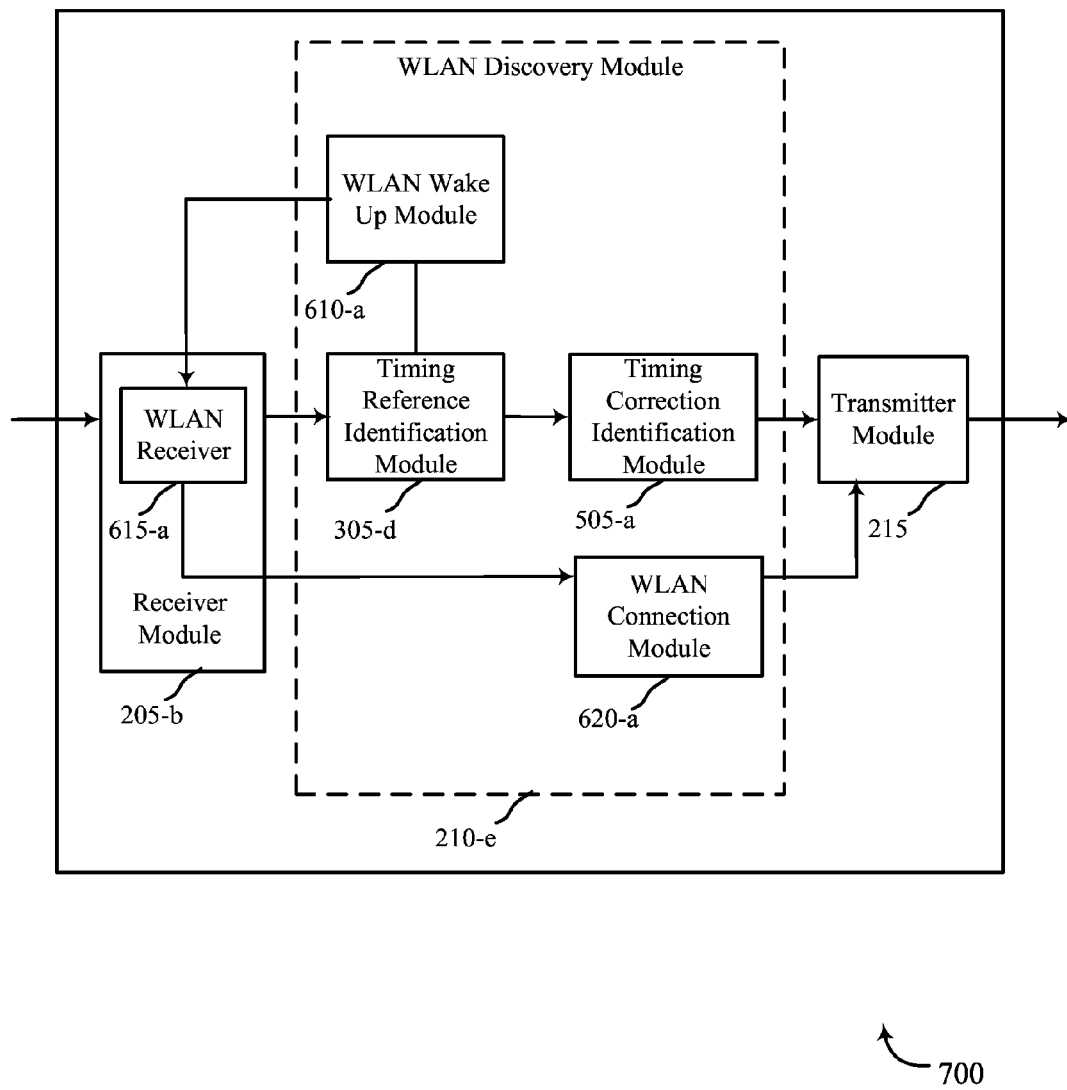 WLAN Discovery Module
WLAN Wake
Up Module
610-a
WLAN
Receiver
615-a
Receiver
Module
205-b
Timing
Reference
Identification
Module
305-d
Timing
Correction
Identification
Module
505-a
Transmitter
Module
215
WLAN
Connection
Module
620-a
210-e
700